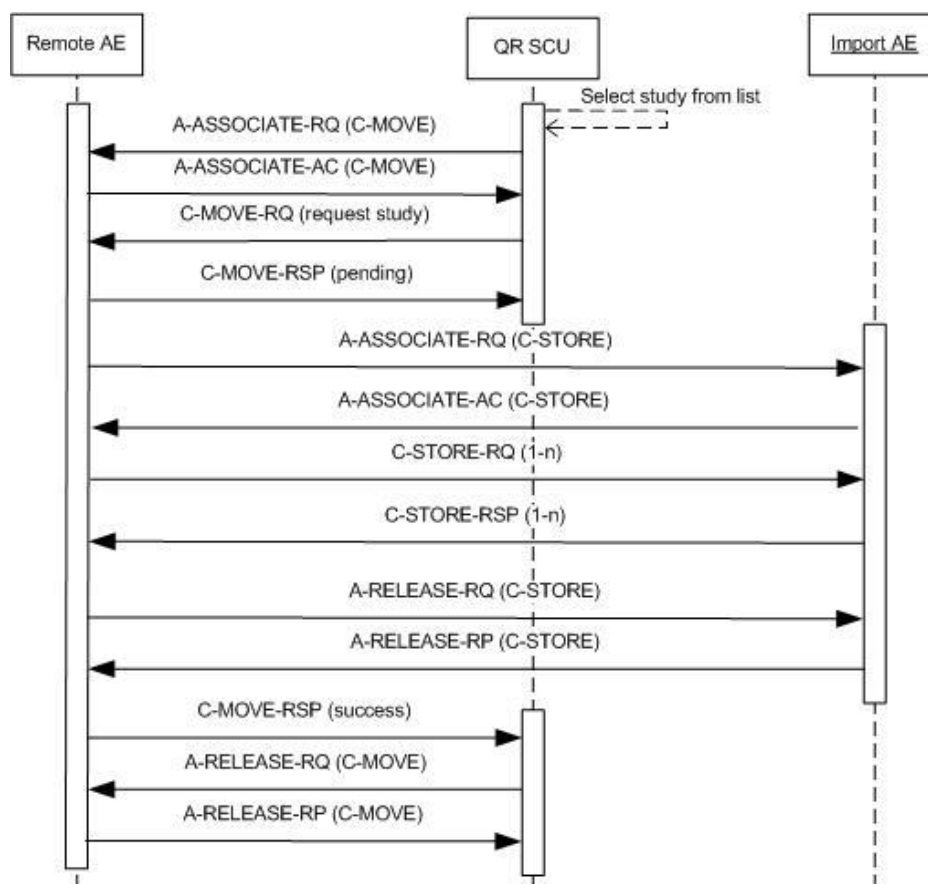 Remote AE
QR SCU
Import AE
Select study from list
A-ASSOCIATE-RQ (C-MOVE)
A-ASSOCIATE-AC (C-MOVE)
C-MOVE-RQ (request study)
C-MOVE-RSP (pending)
A-ASSOCIATE-RQ (C-STORE)
A-ASSOCIATE-AC (C-STORE)
C-STORE-RQ (1-n)
C-STORE-RSP (1-n)
A-RELEASE-RQ (C-STORE)
A-RELEASE-RP (C-STORE)
C-MOVE-RSP (success)
A-RELEASE-RQ (C-MOVE)
A-RELEASE-RP (C-MOVE)